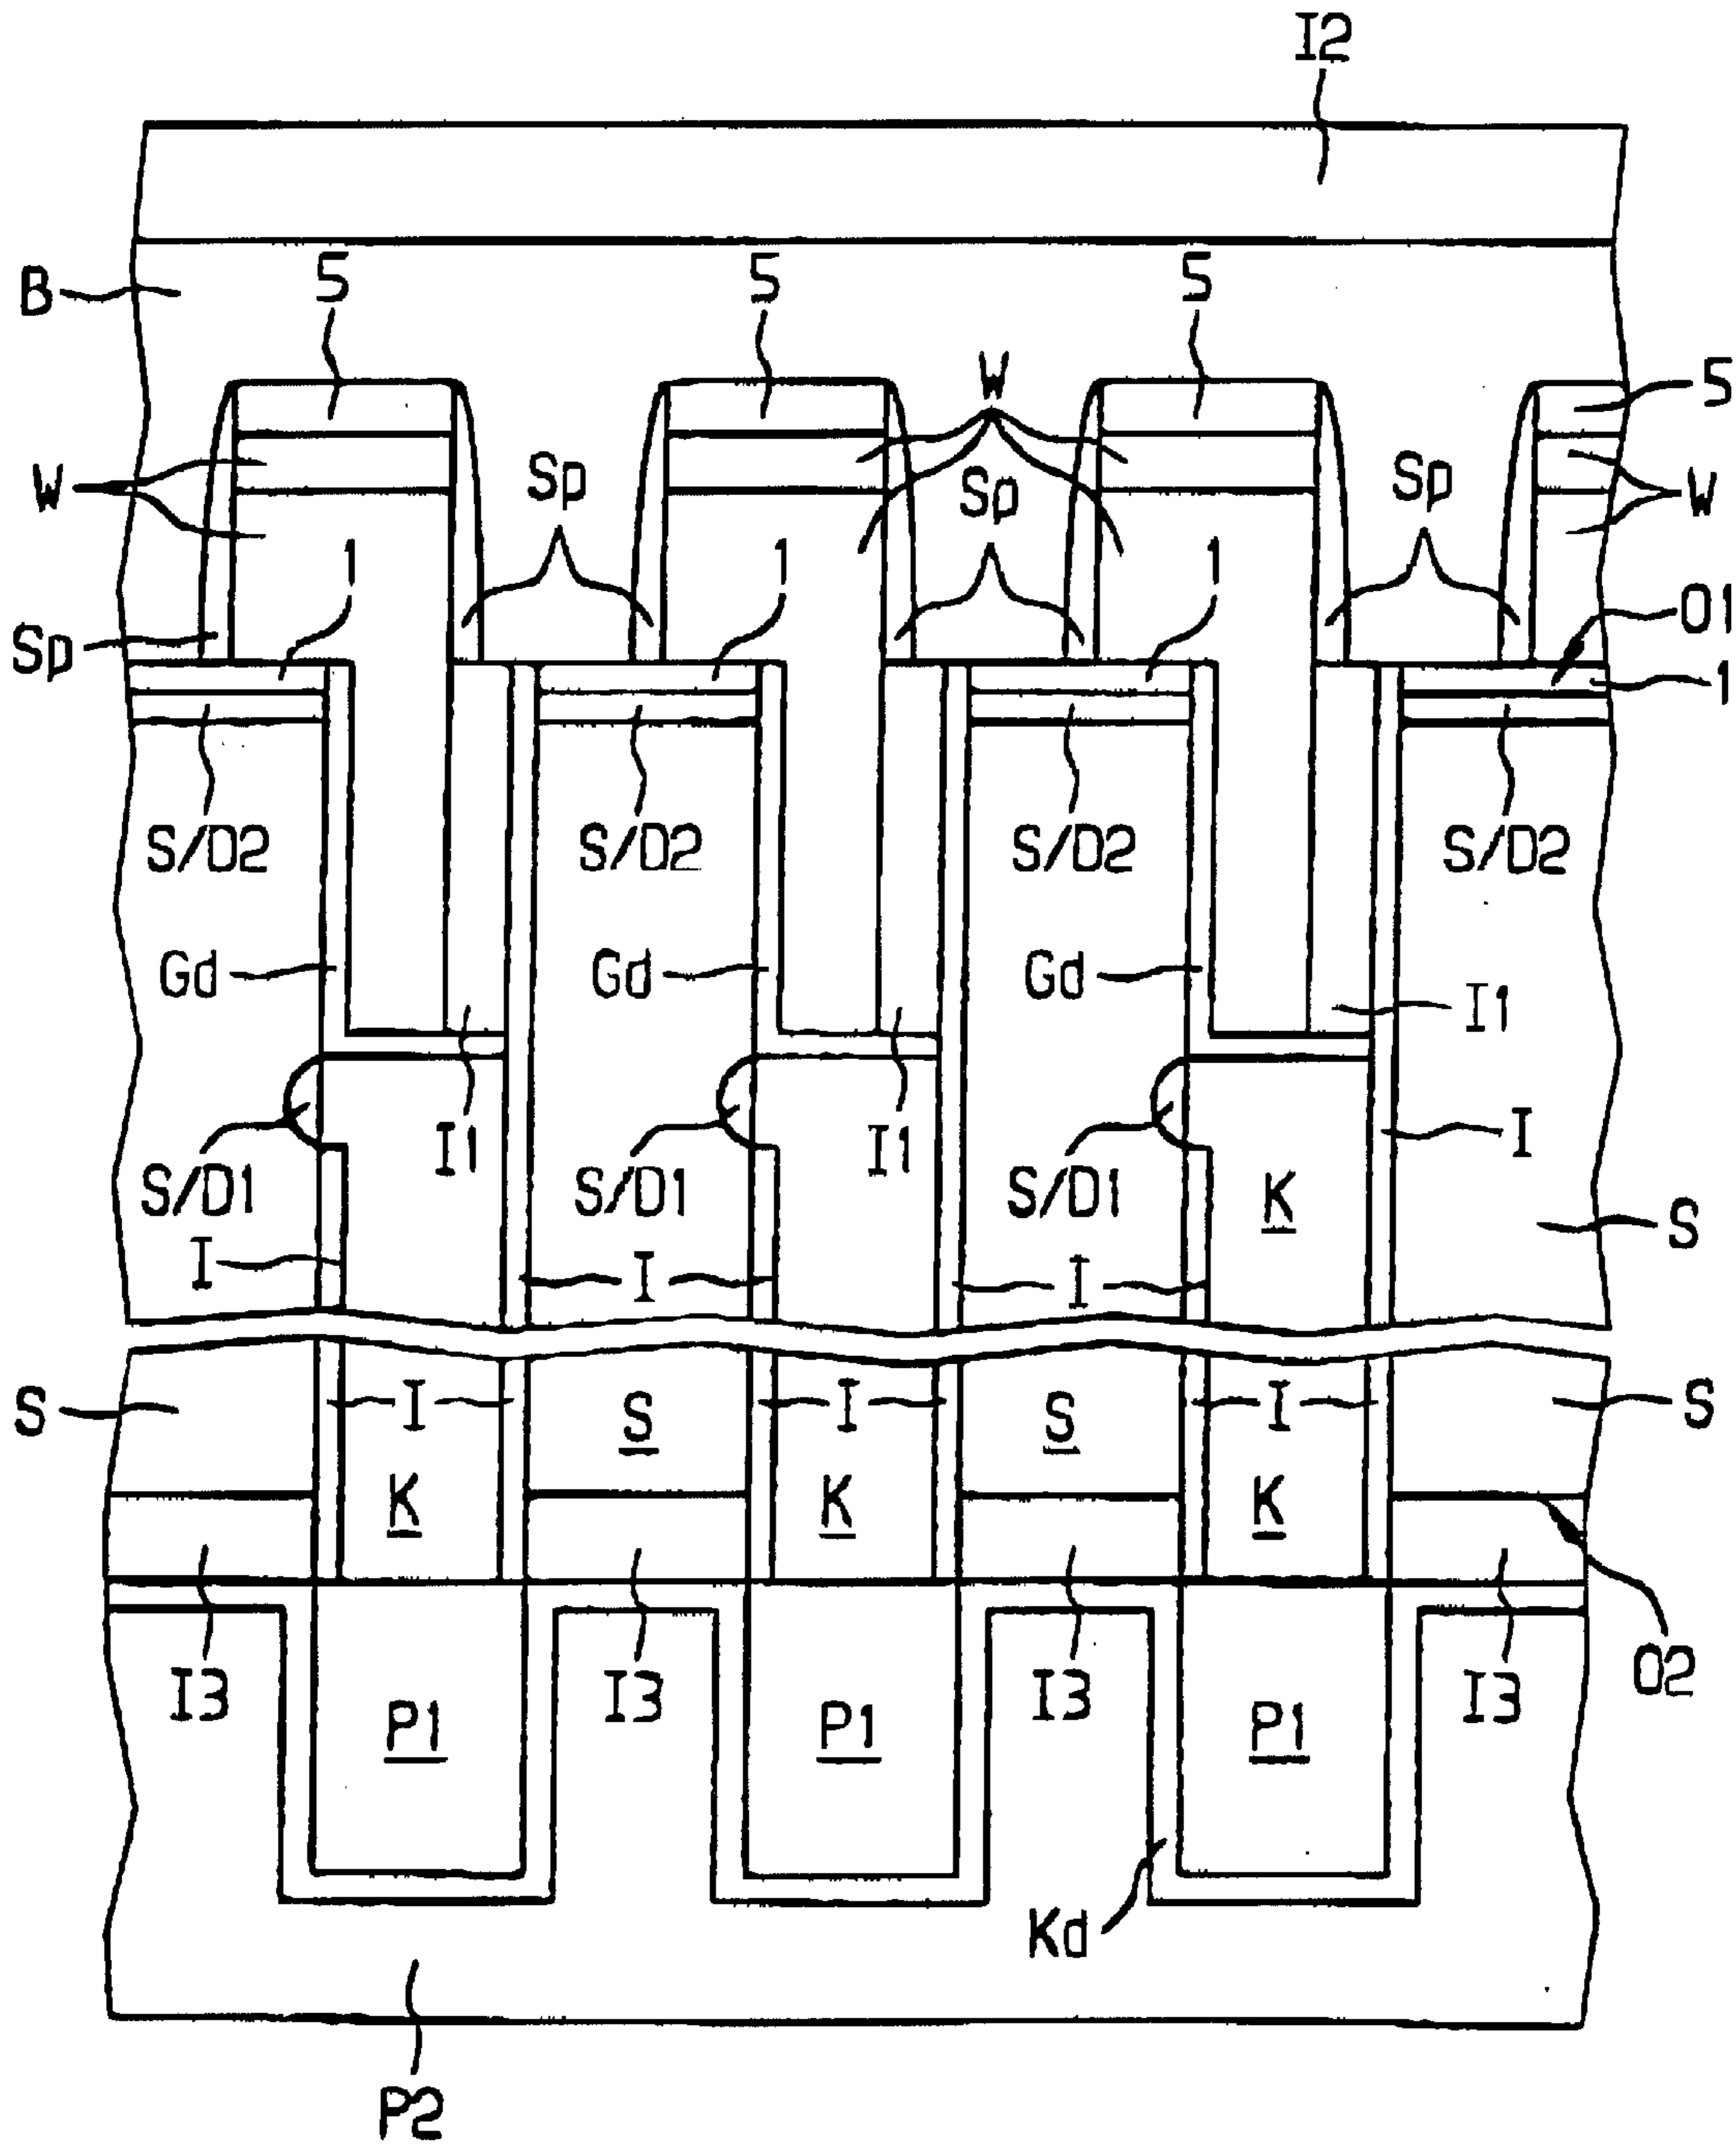 I2
B 5 5 5
W 5
W Sp Sp Sp W
1 1 1 O1
Sp 1
S/D2 S/D2 S/D2 S/D2
Gd Gd Gd I1
I1 I1 I
S/D1 S/D1 S/D1 K S
I I I
S I S I S I S
K K K
I3 I3 I3 I3 O2
P1 P1 P1
Kd
P2